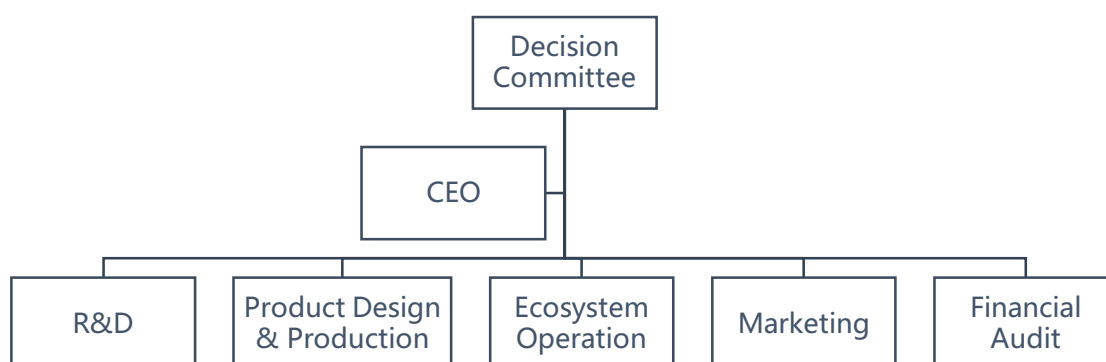 Decision
Committee
CEO
R&D
Product Design
& Production
Ecosystem
Operation
Marketing
Financial
Audit